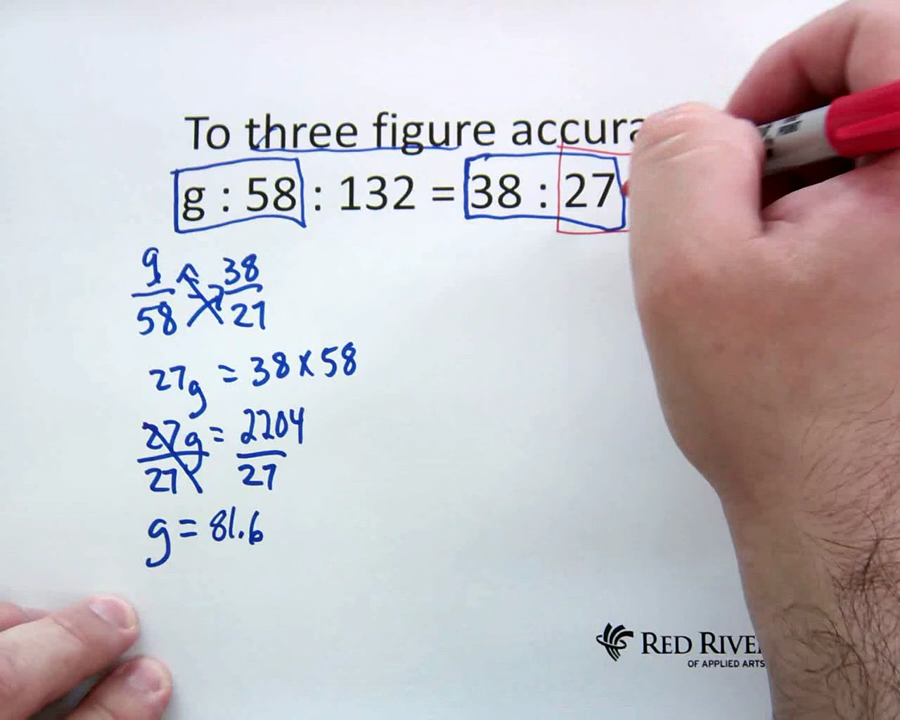 To three figure accura
g : 58 : 132 = 38 : 27
g/58 38/27
27g = 38 x 58
27g/27 = 2204/27
g = 81.6
RED RIVER
OF APPLIED ARTS